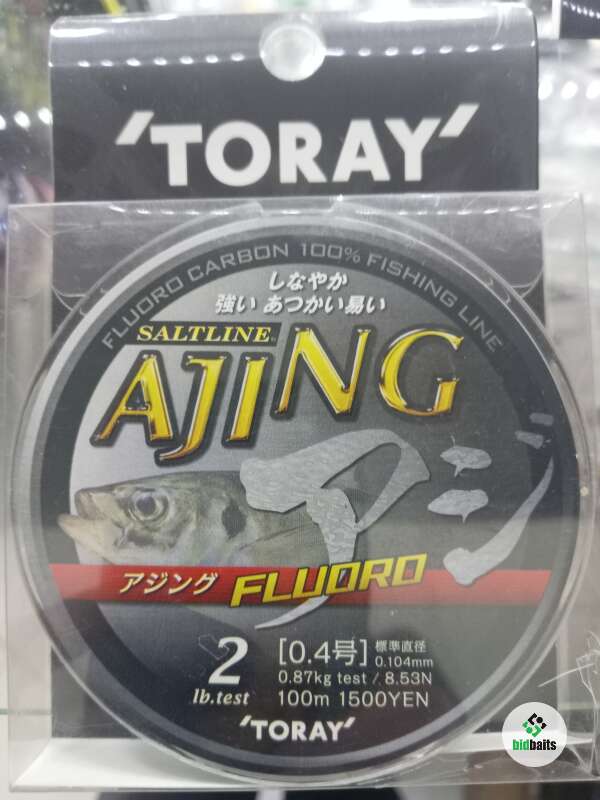 'TORAY'
FLUORO CARBON 100% FISHING LINE
しなやか
強い あつかい易い
SALTLINE
AJING
アジ
アジング FLUORO
2 lb.test
[0.4号] 標準直径 0.104mm
0.87kg test / 8.53N
100m 1500YEN
'TORAY'
bidbaits